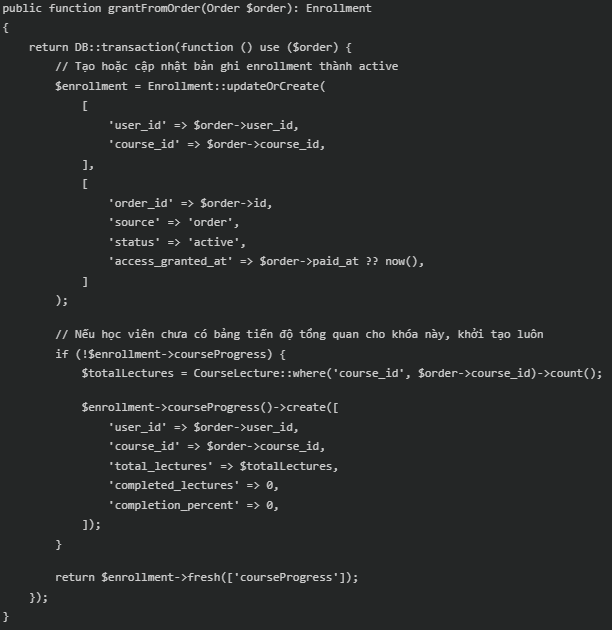 public function grantFromOrder(Order $order): Enrollment
{
    return DB::transaction(function () use ($order) {
        // Tạo hoặc cập nhật bản ghi enrollment thành active
        $enrollment = Enrollment::updateOrCreate(
            [
                'user_id' => $order->user_id,
                'course_id' => $order->course_id,
            ],
            [
                'order_id' => $order->id,
                'source' => 'order',
                'status' => 'active',
                'access_granted_at' => $order->paid_at ?? now(),
            ]
        );

        // Nếu học viên chưa có bảng tiến độ tổng quan cho khóa này, khởi tạo luôn
        if (!$enrollment->courseProgress) {
            $totalLectures = CourseLecture::where('course_id', $order->course_id)->count();

            $enrollment->courseProgress()->create([
                'user_id' => $order->user_id,
                'course_id' => $order->course_id,
                'total_lectures' => $totalLectures,
                'completed_lectures' => 0,
                'completion_percent' => 0,
            ]);
        }

        return $enrollment->fresh(['courseProgress']);
    });
}